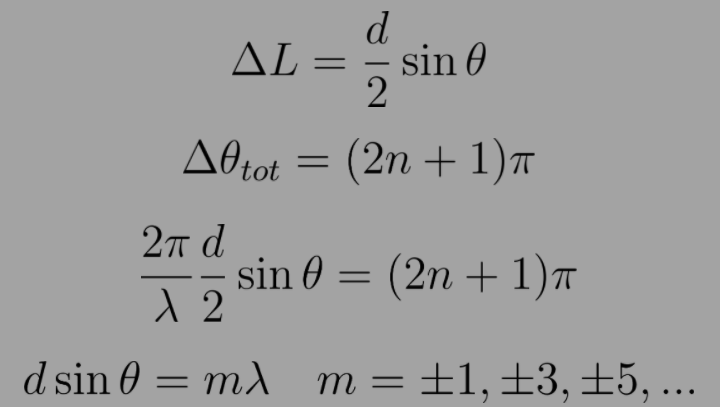 ΔL = d/2 sin θ
Δθ_tot = (2n + 1)π
2π/λ d/2 sin θ = (2n + 1)π
d sin θ = mλ m = ±1, ±3, ±5, ...